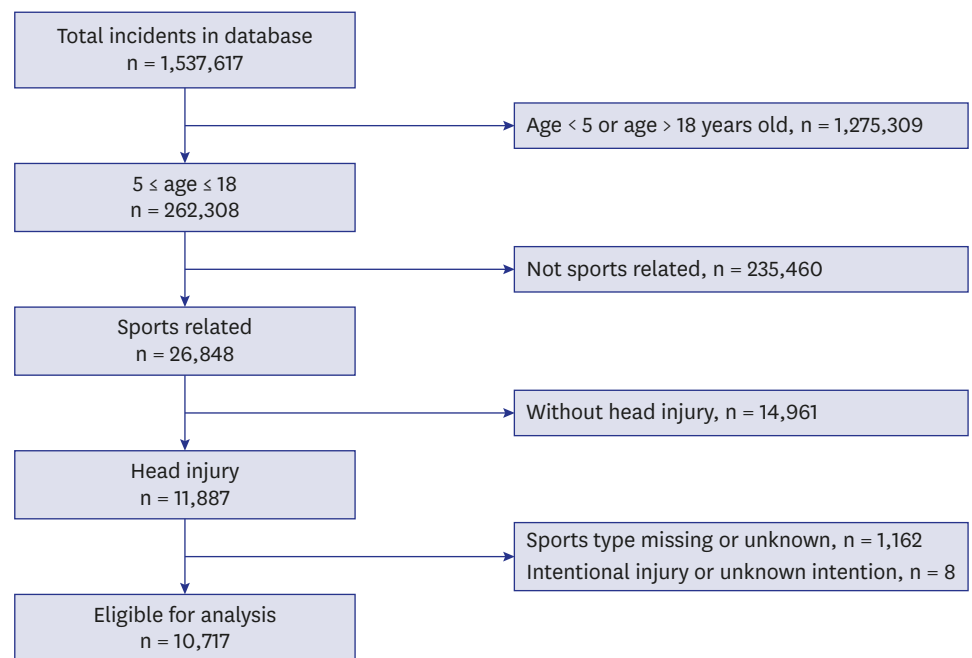 Total incidents in database
n = 1,537,617
Age < 5 or age > 18 years old, n = 1,275,309
5 ≤ age ≤ 18
n = 262,308
Not sports related, n = 235,460
Sports related
n = 26,848
Without head injury, n = 14,961
Head injury
n = 11,887
Sports type missing or unknown, n = 1,162
Intentional injury or unknown intention, n = 8
Eligible for analysis
n = 10,717